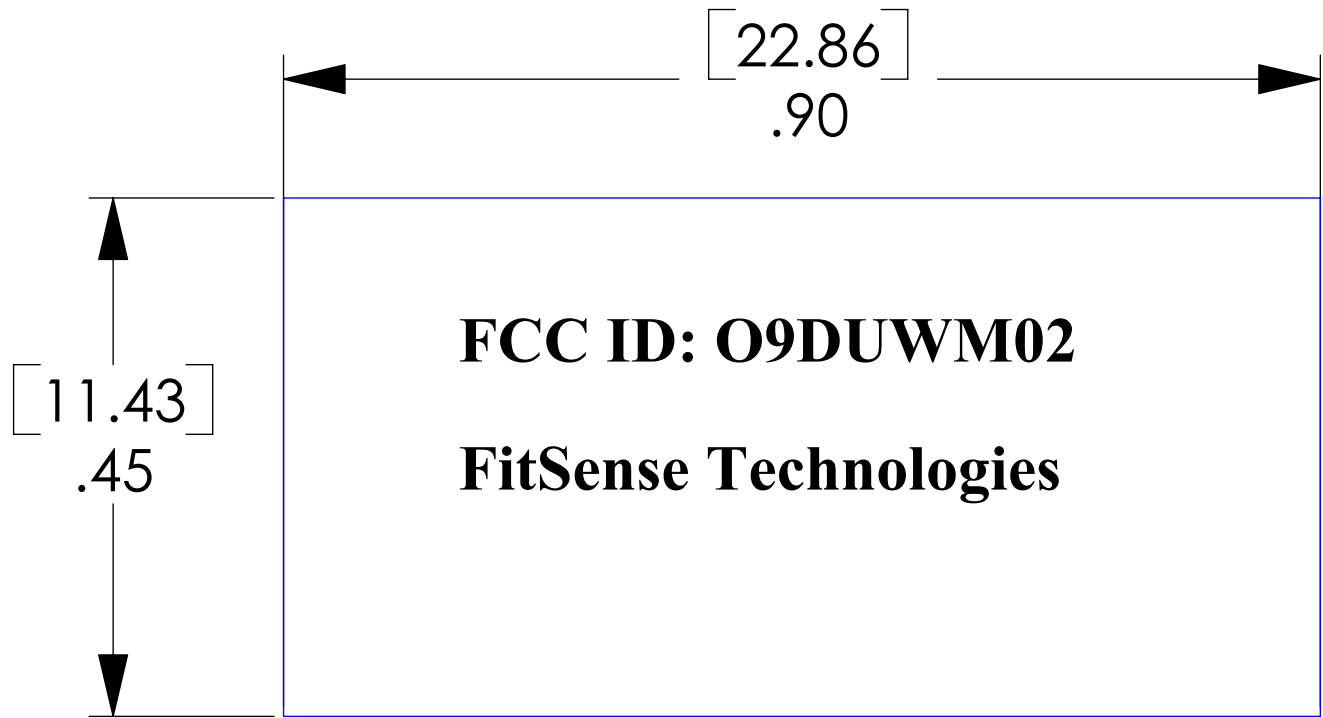 [22.86]
.90
[11.43]
.45
FCC ID: O9DUWM02
FitSense Technologies